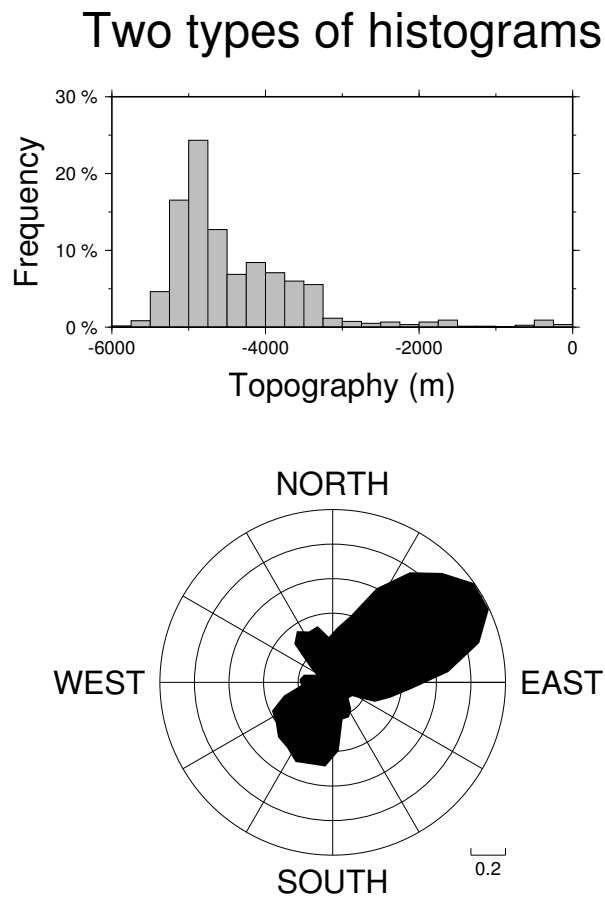 Two types of histograms
30 %
20 %
10 %
0 %
Frequency
-6000 -4000 -2000 0
Topography (m)
NORTH
WEST
EAST
SOUTH
0.2